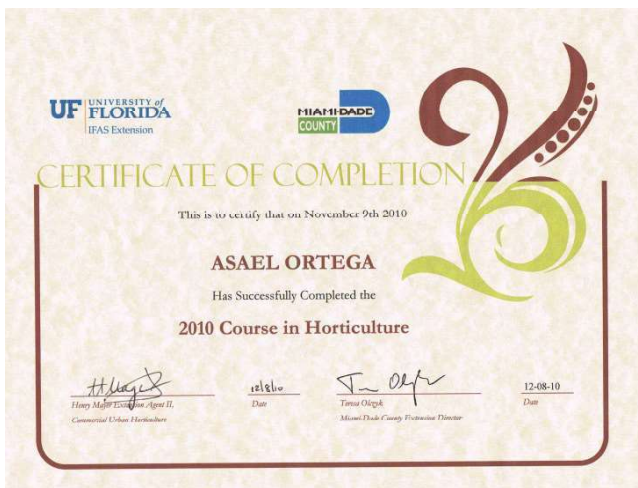 UF UNIVERSITY of
FLORIDA
IFAS Extension
MIAMI-DADE
COUNTY
CERTIFICATE OF COMPLETION
This is to certify that on November 9th 2010
ASAEL ORTEGA
Has Successfully Completed the
2010 Course in Horticulture
12/8/10
12-08-10
Henry Mayer Extension Agent II,
Date
Teresa Olczyk
Date
Commercial Urban Horticulture
Miami-Dade County Extension Director